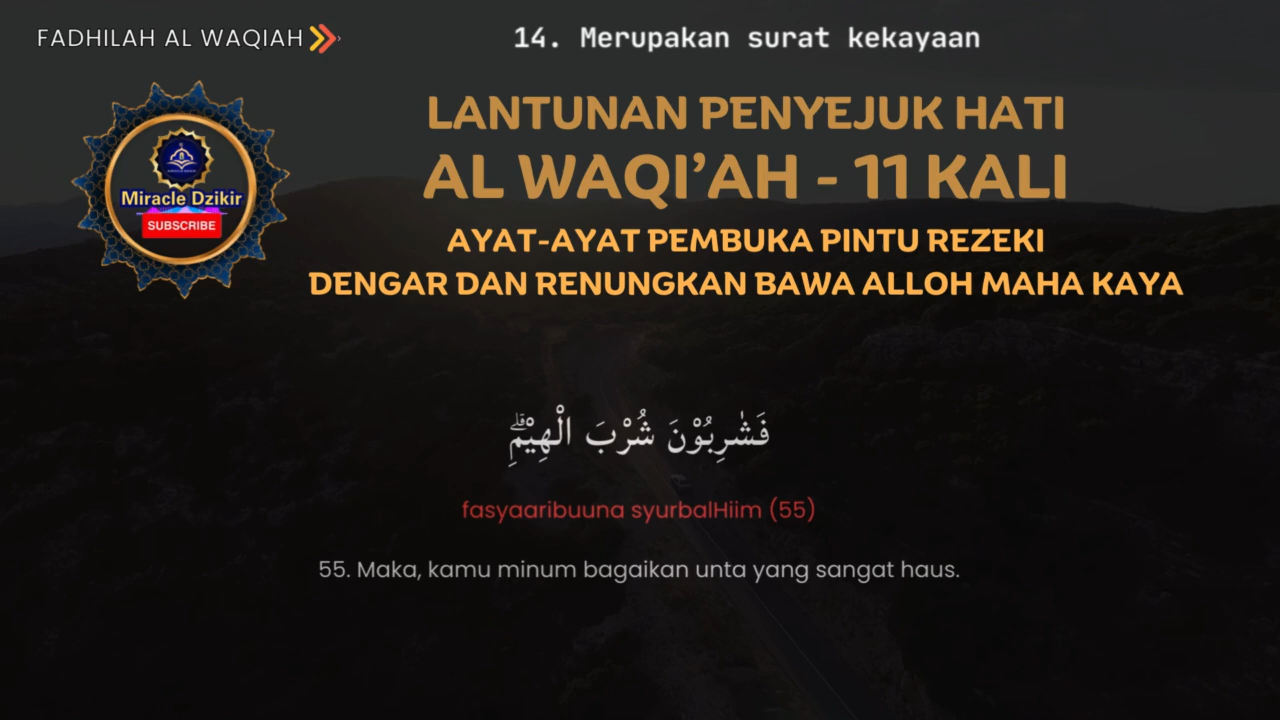 FADHILAH AL WAQIAH
14. Merupakan surat kekayaan
LANTUNAN PENYEJUK HATI
AL WAQI'AH - 11 KALI
AYAT-AYAT PEMBUKA PINTU REZEKI
DENGAR DAN RENUNGKAN BAWA ALLOH MAHA KAYA
Miracle Dzikir
SUBSCRIBE
فَشٰرِبُوْنَ شُرْبَ الْهِيْمِۗ
fasyaaribuuna syurbalHiim (55)
55. Maka, kamu minum bagaikan unta yang sangat haus.